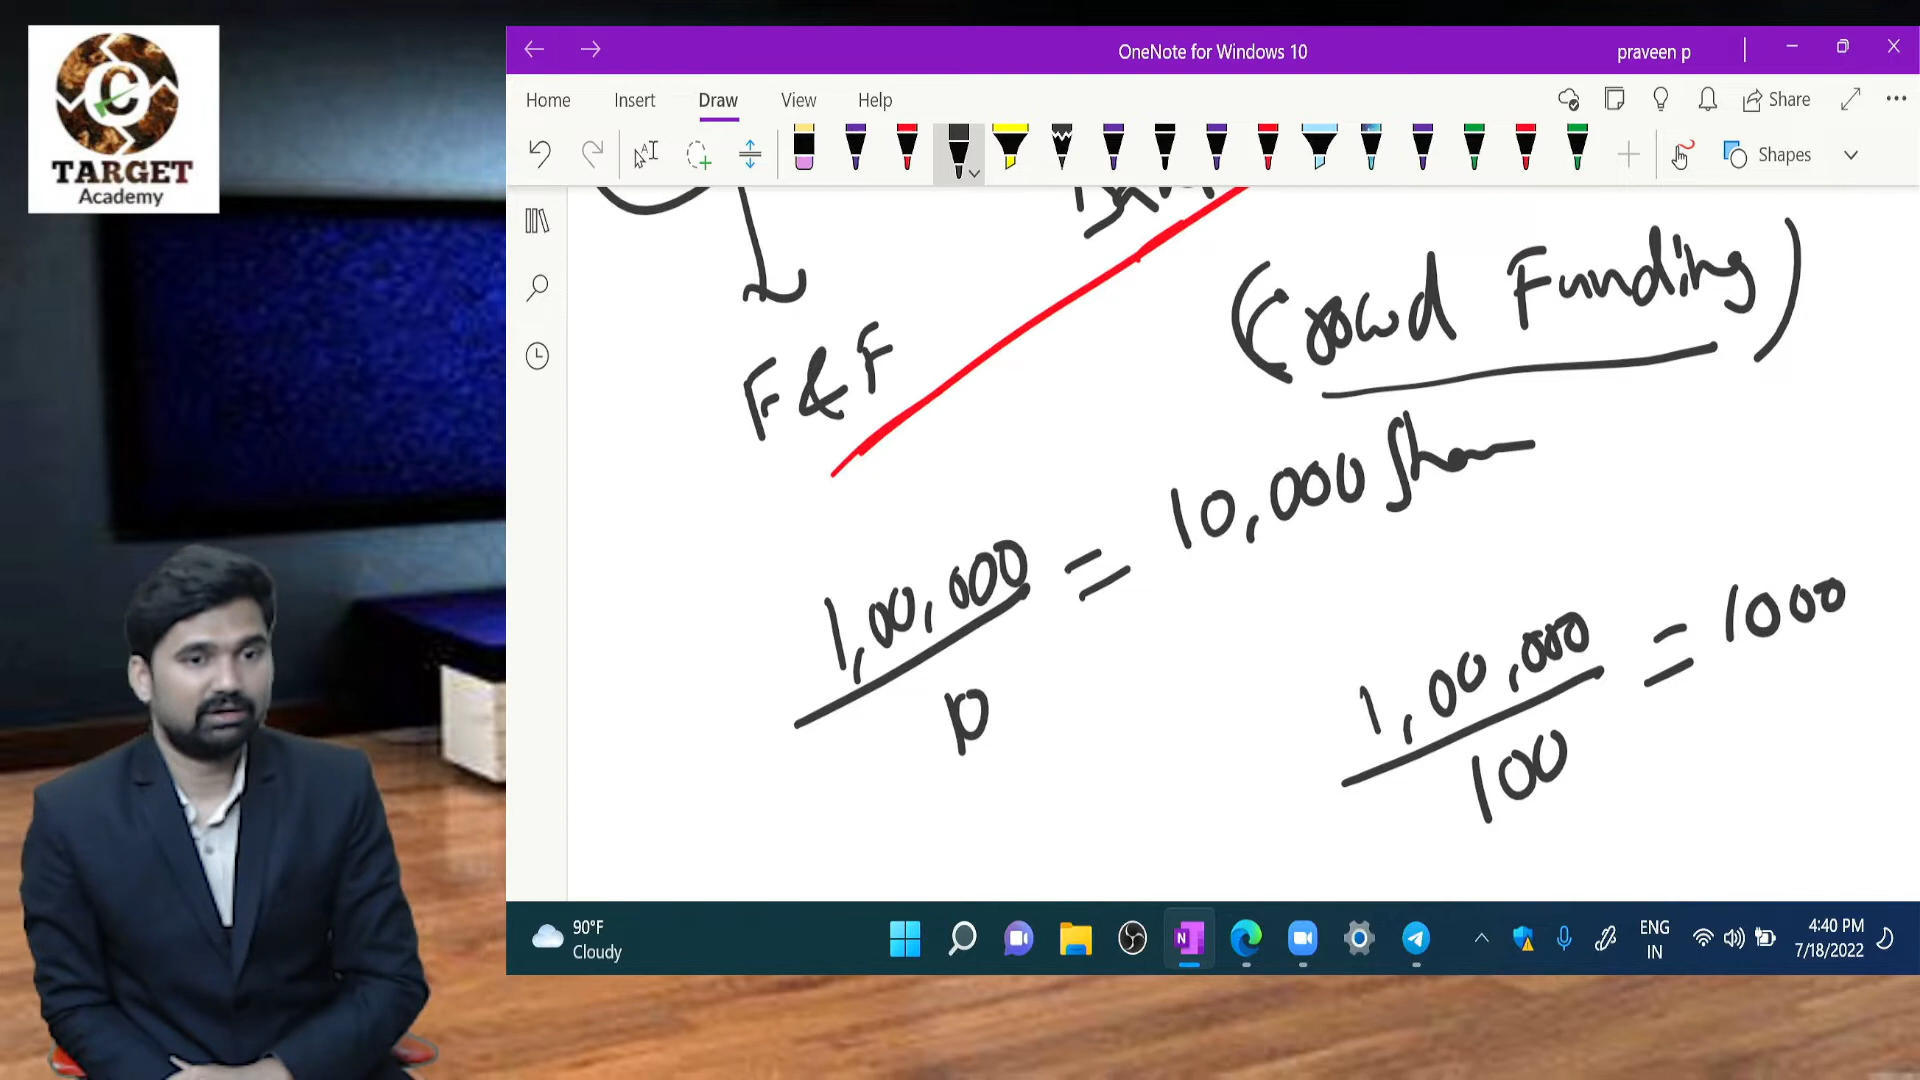 TARGET
Academy
OneNote for Windows 10
praveen p
Home Insert Draw View Help
Share
Shapes
(Crowd Funding)
F & F
1,00,000 = 10,000 Share
10
1,00,000 = 1000
100
90°F
Cloudy
ENG
IN
4:40 PM
7/18/2022